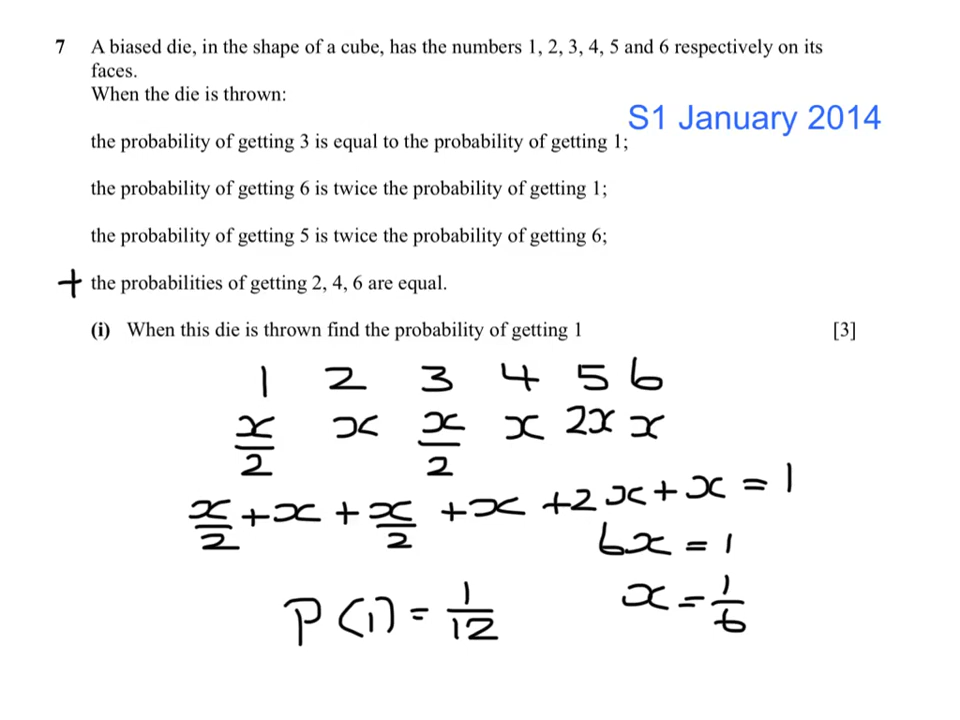 7 A biased die, in the shape of a cube, has the numbers 1, 2, 3, 4, 5 and 6 respectively on its
faces.
When the die is thrown:
S1 January 2014
the probability of getting 3 is equal to the probability of getting 1;
the probability of getting 6 is twice the probability of getting 1;
the probability of getting 5 is twice the probability of getting 6;
+ the probabilities of getting 2, 4, 6 are equal.
(i) When this die is thrown find the probability of getting 1 [3]
1 2 3 4 5 6
x/2 x x/2 x 2x x
x/2 + x + x/2 + x + 2x + x = 1
6x = 1
x = 1/6
P(1) = 1/12